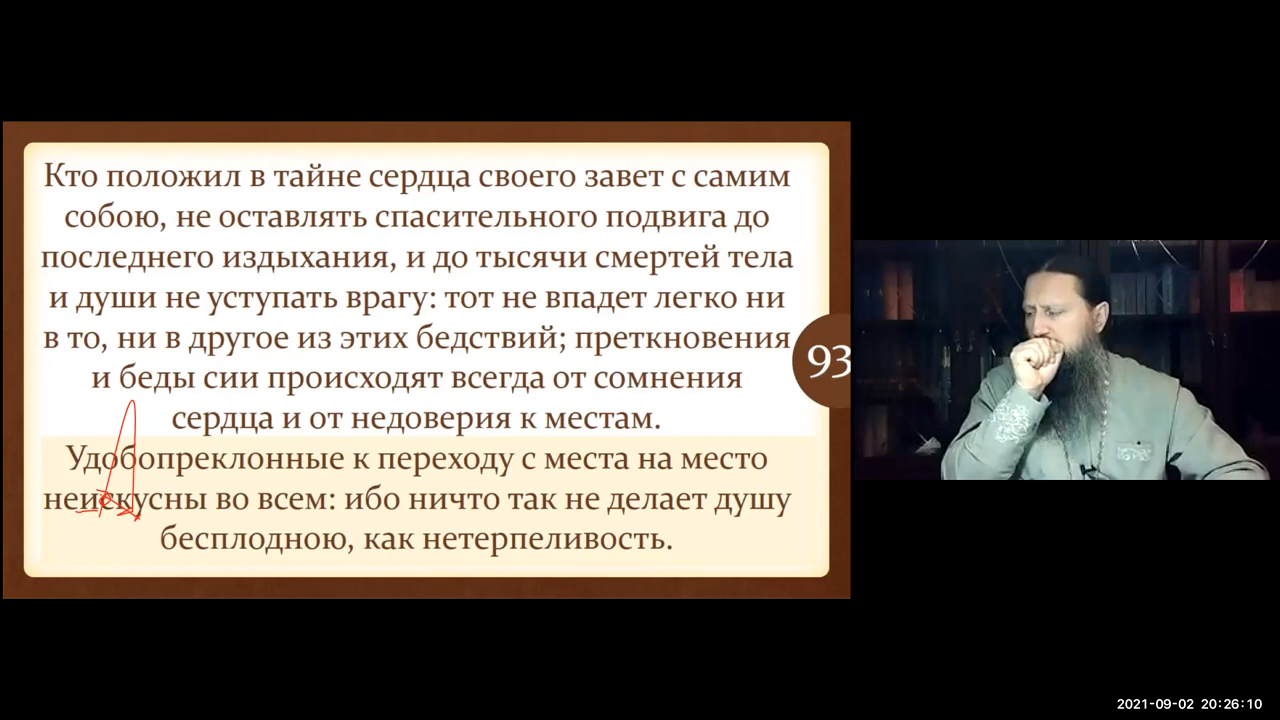 Кто положил в тайне сердца своего завет с самим
собою, не оставлять спасительного подвига до
последнего издыхания, и до тысячи смертей тела
и души не уступать врагу: тот не впадет легко ни
в то, ни в другое из этих бедствий; преткновения
и беды сии происходят всегда от сомнения
сердца и от недоверия к местам.
Удобопреклонные к переходу с места на место
неискусны во всем: ибо ничто так не делает душу
бесплодною, как нетерпеливость.
93
2021-09-02 20:26:10